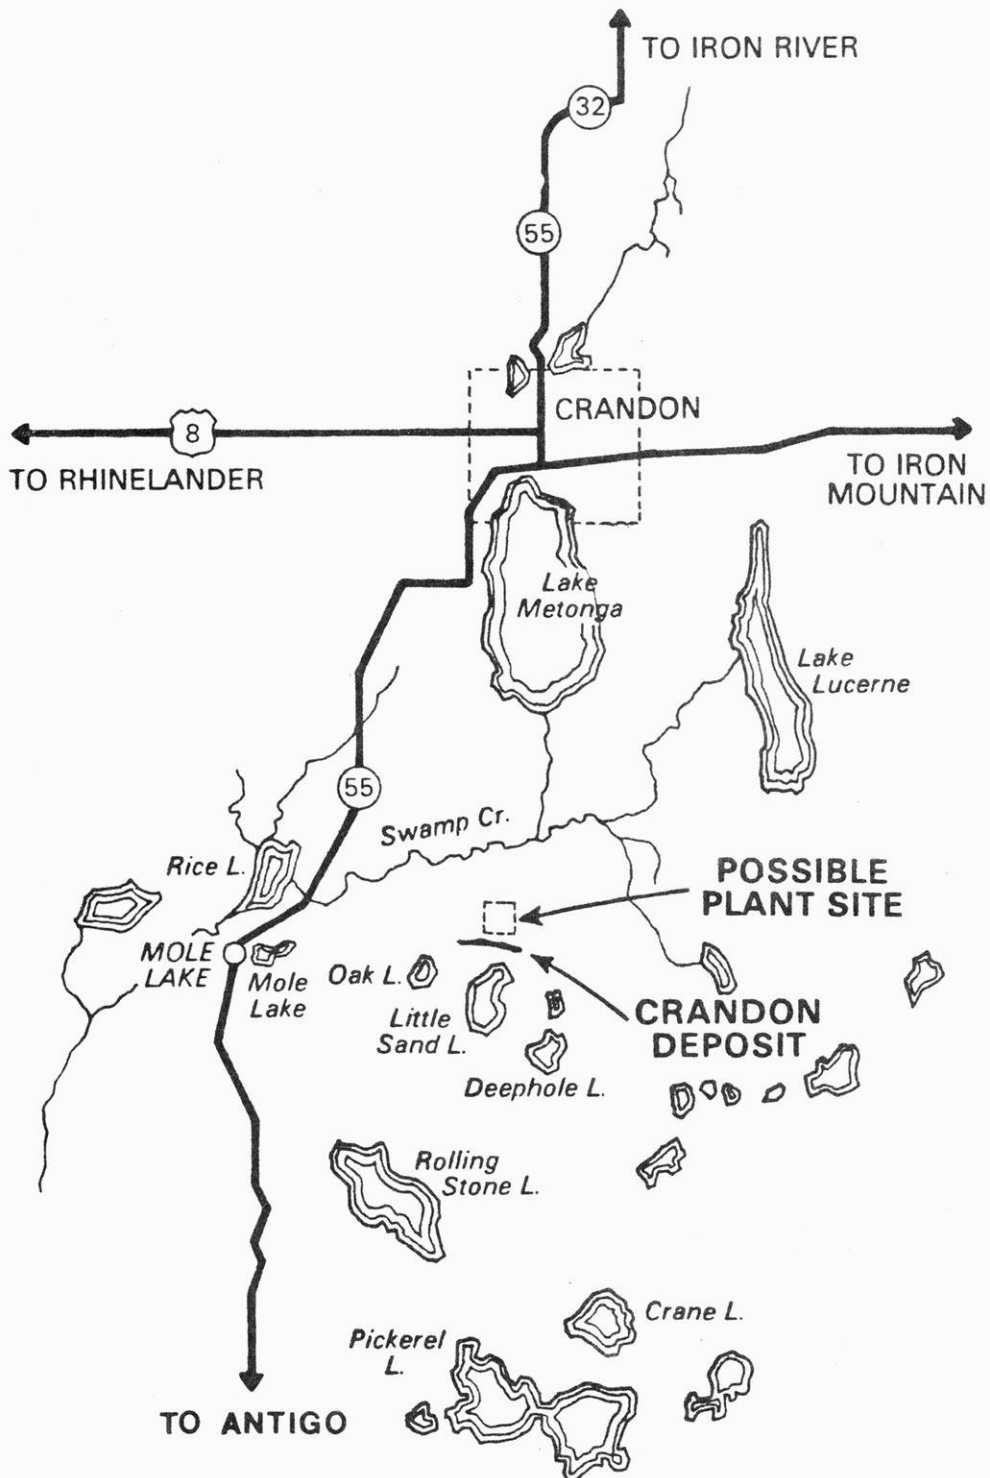 TO IRON RIVER
32
55
CRANDON
8
TO RHINELANDER
TO IRON
MOUNTAIN
Lake
Metonga
Lake
Lucerne
55
Swamp Cr.
Rice L.
POSSIBLE
PLANT SITE
MOLE
LAKE
Mole
Lake
Oak L.
Little
Sand L.
CRANDON
DEPOSIT
Deephole L.
Rolling
Stone L.
Crane L.
Pickerel
L.
TO ANTIGO